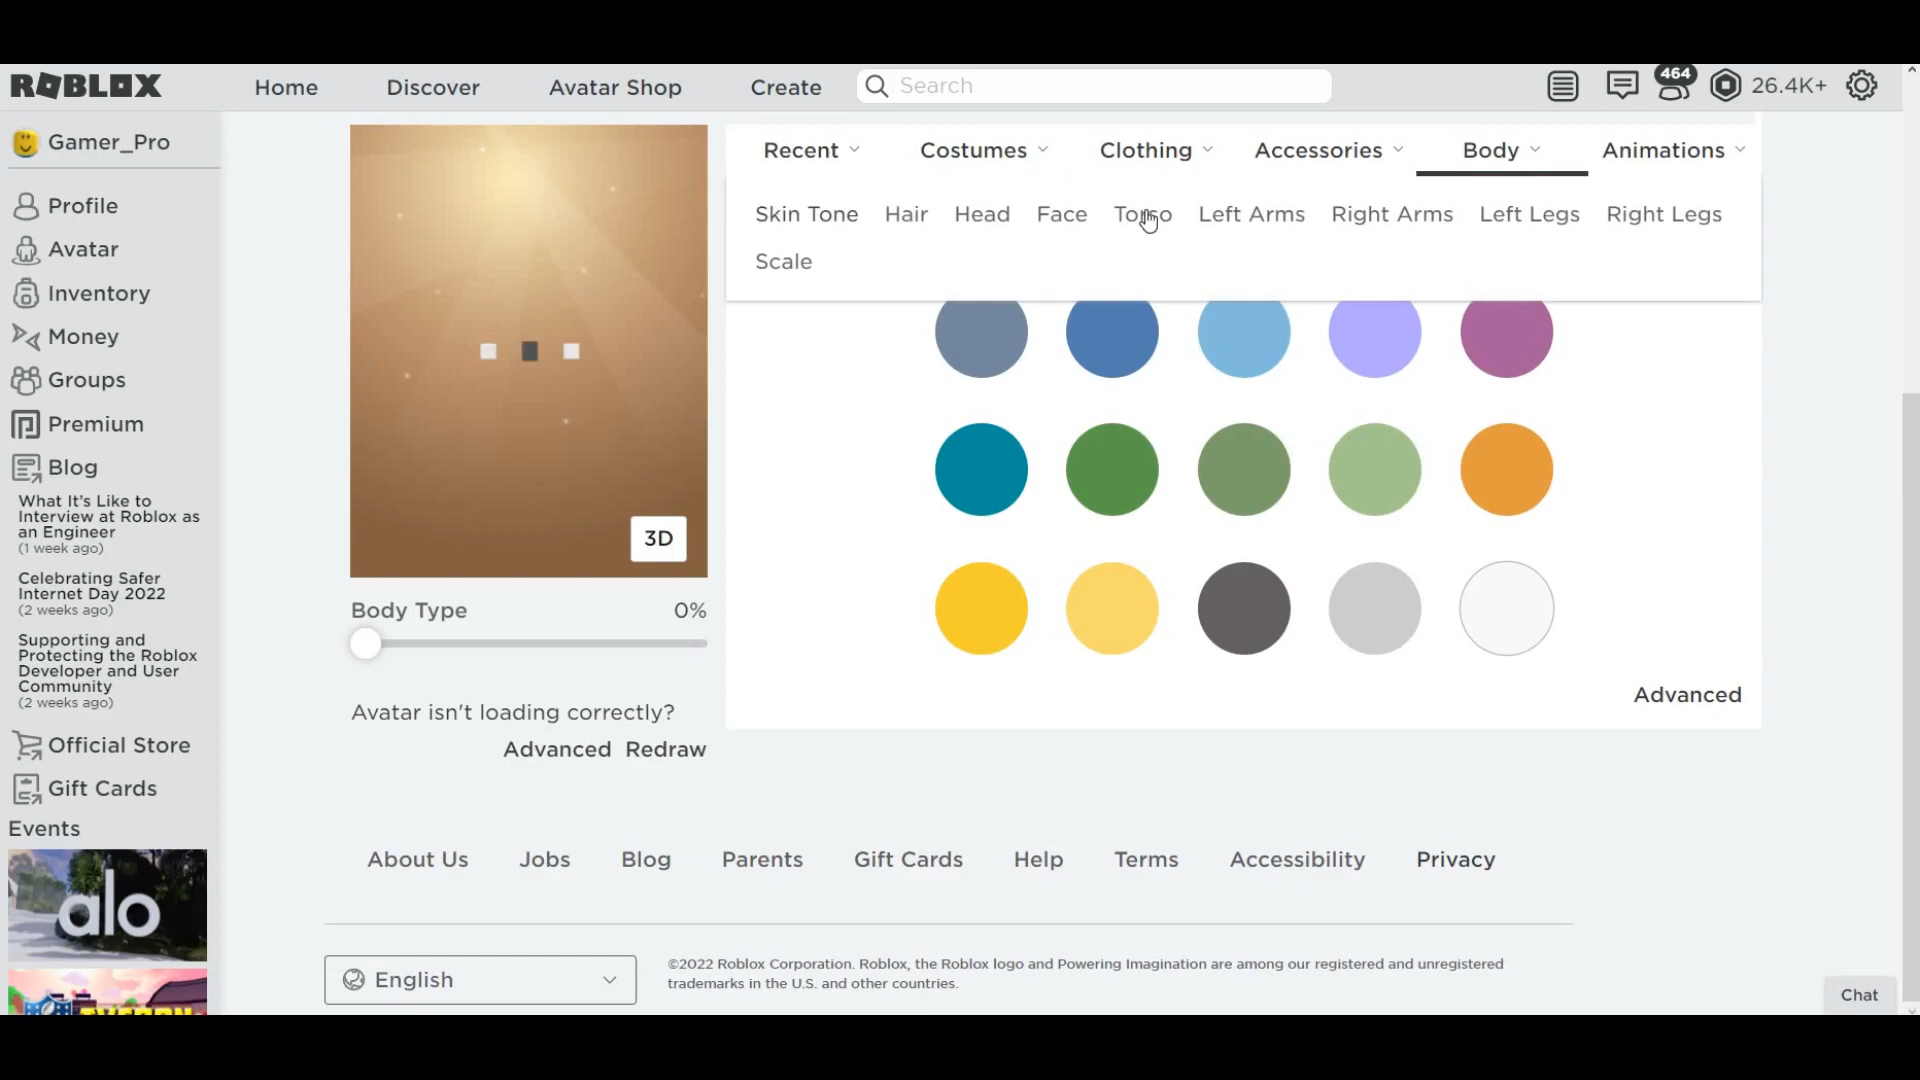 ROBLOX
Home
Discover
Avatar Shop
Create
Search
464
26.4K+
Gamer_Pro
Profile
Avatar
Inventory
Money
Groups
Premium
Blog
What It's Like to
Interview at Roblox as
an Engineer
(1 week ago)
Celebrating Safer
Internet Day 2022
(2 weeks ago)
Supporting and
Protecting the Roblox
Developer and User
Community
(2 weeks ago)
Official Store
Gift Cards
Events
alo
3D
Body Type 0%
Avatar isn't loading correctly?
Advanced Redraw
Recent
Costumes
Clothing
Accessories
Body
Animations
Skin Tone Hair Head Face Torso Left Arms Right Arms Left Legs Right Legs
Scale
Advanced
About Us
Jobs
Blog
Parents
Gift Cards
Help
Terms
Accessibility
Privacy
English
©2022 Roblox Corporation. Roblox, the Roblox logo and Powering Imagination are among our registered and unregistered
trademarks in the U.S. and other countries.
Chat